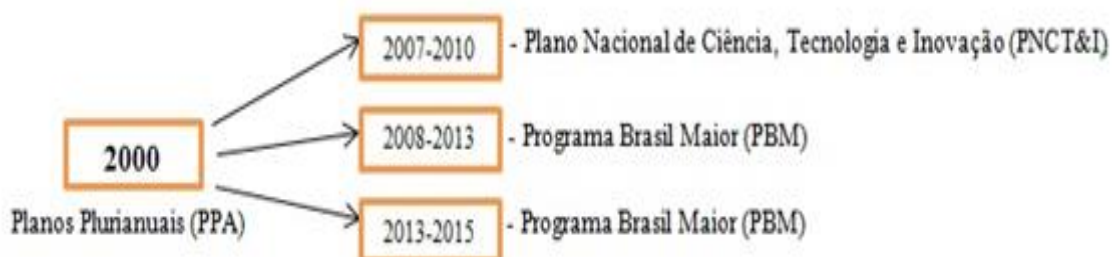 2000
Planos Plurianuais (PPA)
2007-2010 - Plano Nacional de Ciência, Tecnologia e Inovação (PNCT&I)
2008-2013 - Programa Brasil Maior (PBM)
2013-2015 - Programa Brasil Maior (PBM)